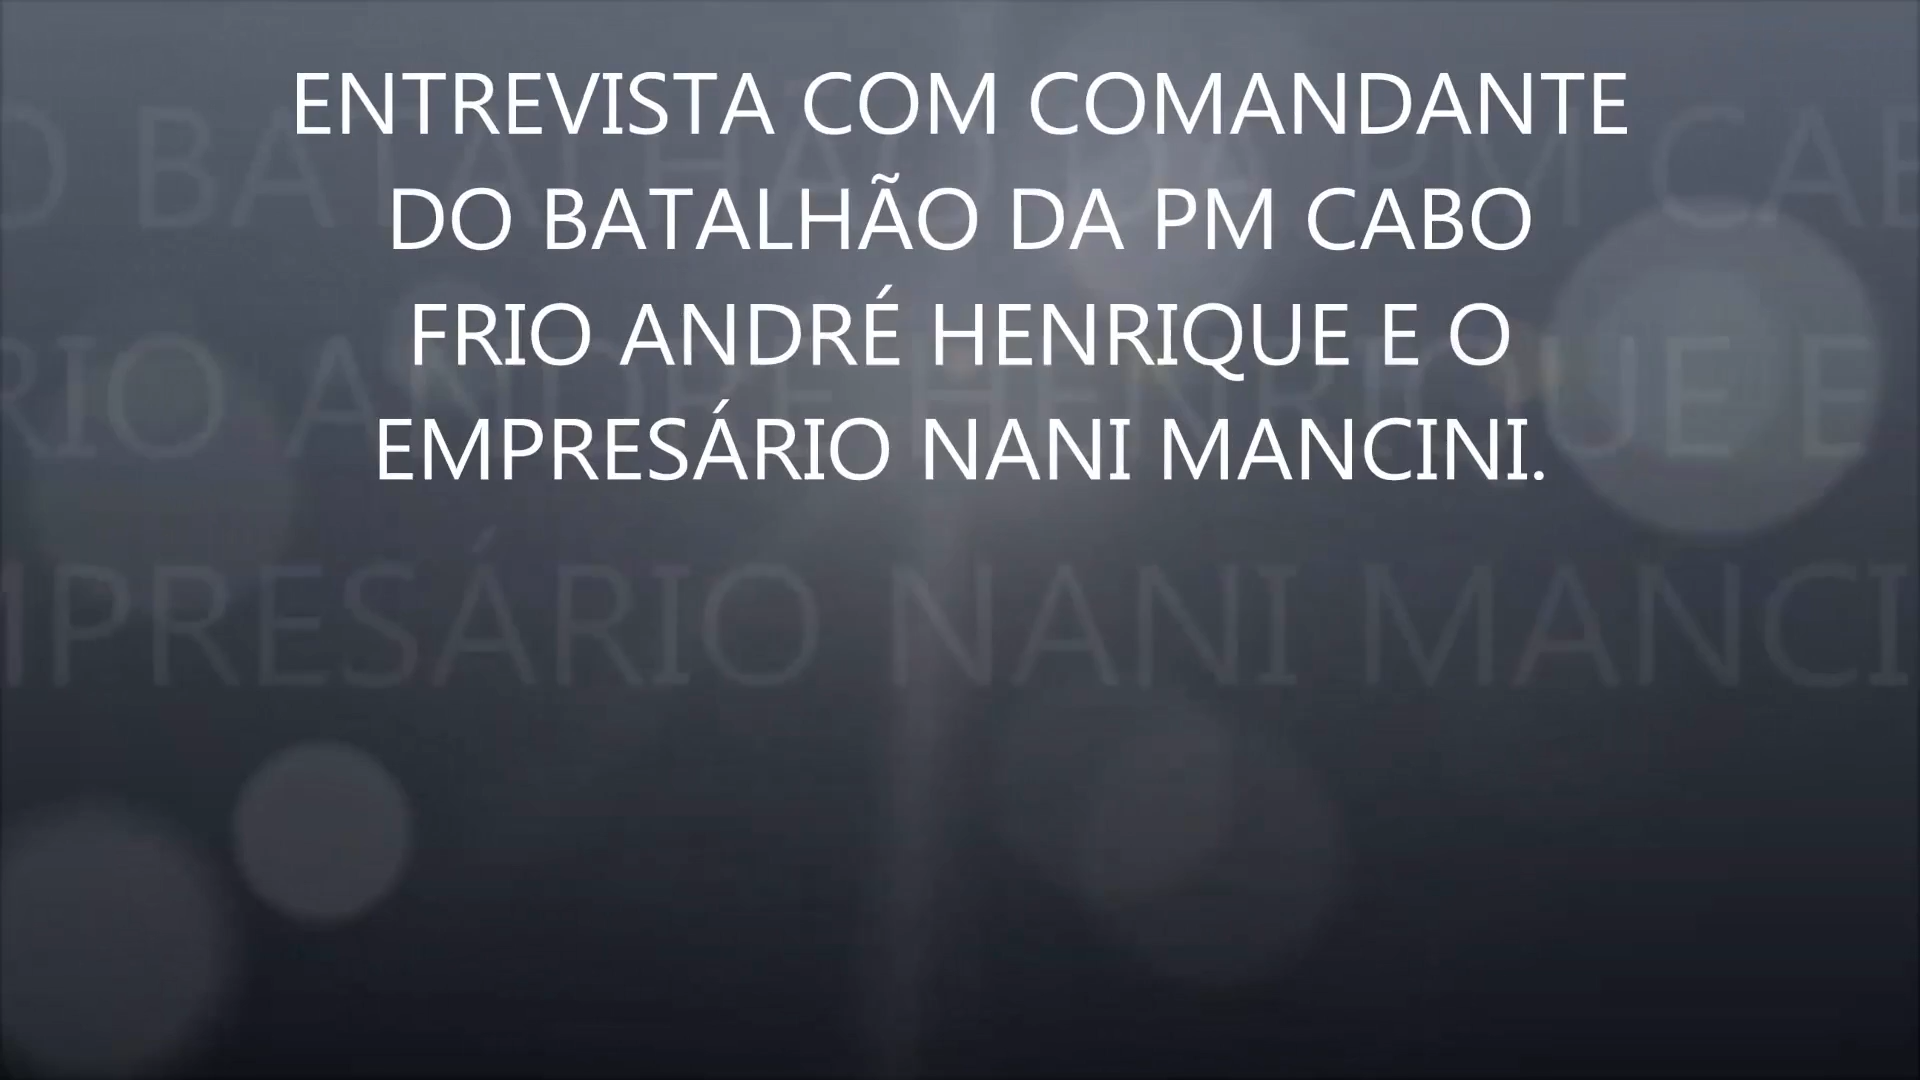 ENTREVISTA COM COMANDANTE
DO BATALHÃO DA PM CABO
FRIO ANDRÉ HENRIQUE E O
EMPRESÁRIO NANI MANCINI.